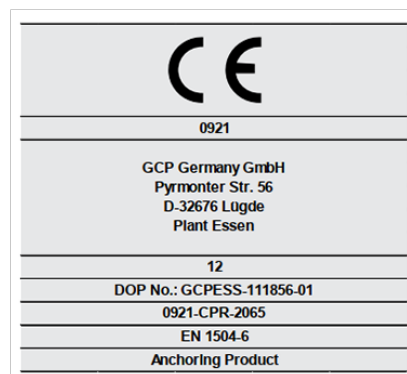 CE
0921
GCP Germany GmbH
Pyrmonter Str. 56
D-32676 Lügde
Plant Essen
12
DOP No.: GCPESS-111856-01
0921-CPR-2065
EN 1504-6
Anchoring Product